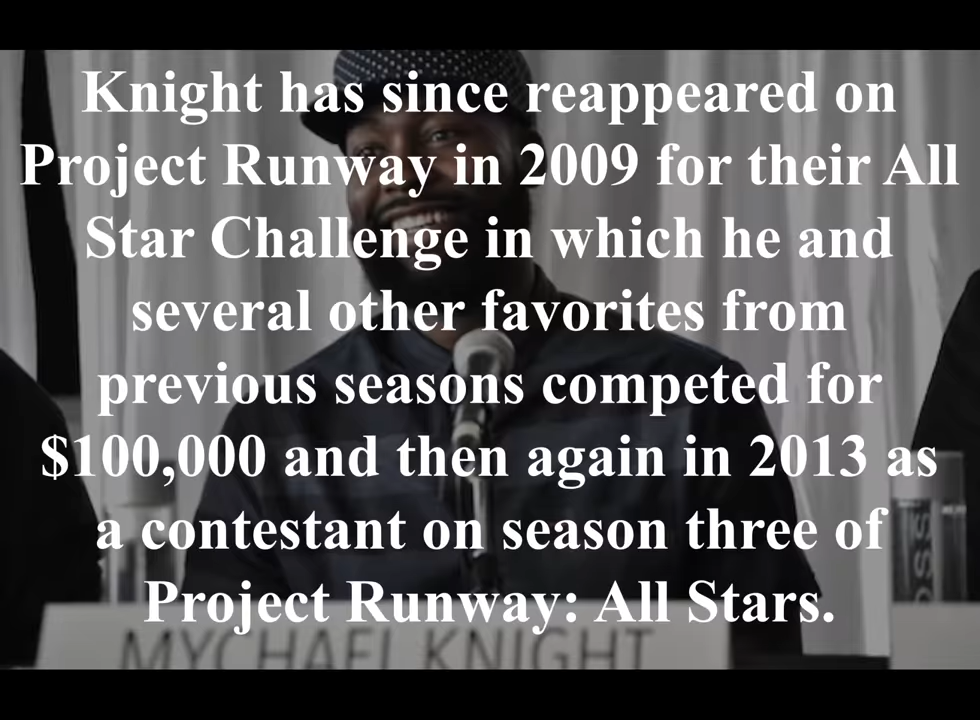 Knight has since reappeared on
Project Runway in 2009 for their All
Star Challenge in which he and
several other favorites from
previous seasons competed for
$100,000 and then again in 2013 as
a contestant on season three of
Project Runway: All Stars.
MYCHAEL KNIGHT